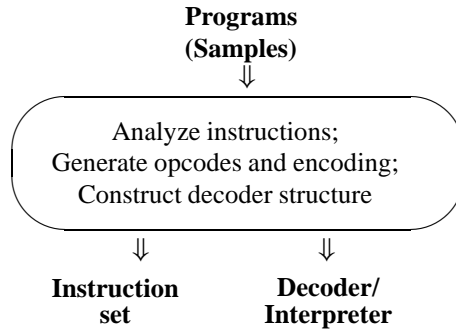 Programs
(Samples)
⇓
Analyze instructions;
Generate opcodes and encoding;
Construct decoder structure
⇓ ⇓
Instruction Decoder/
set Interpreter